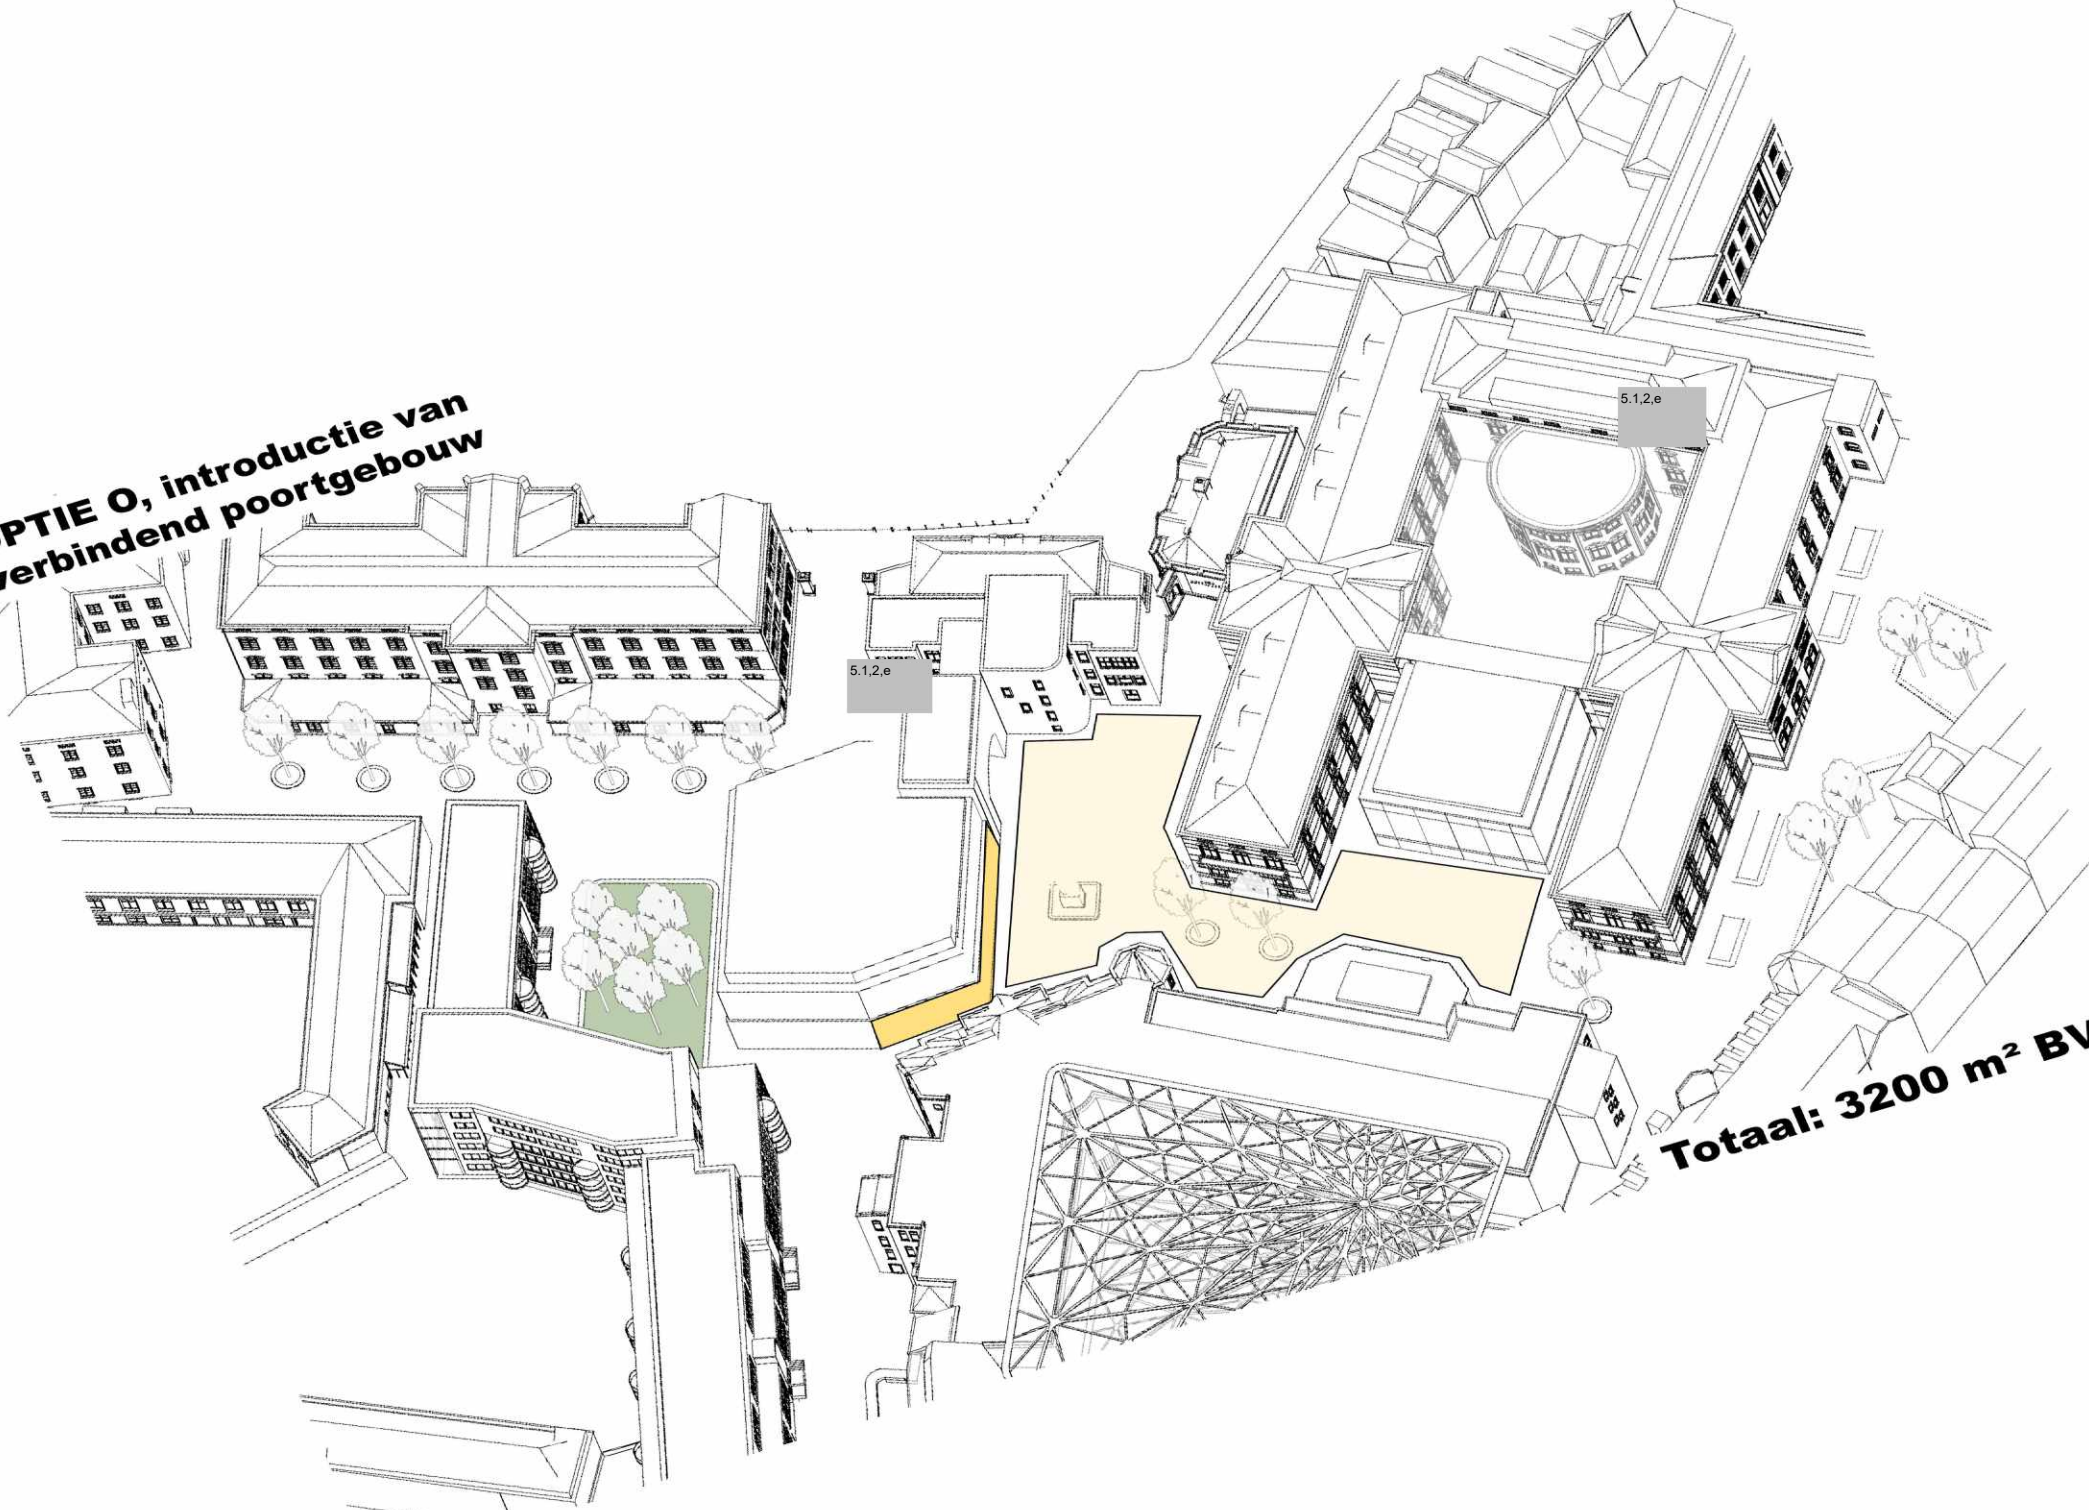 PTIE O, introductie van
verbindend poortgebouw
5.1,2,e
5.1,2,e
Totaal: 3200 m² BV